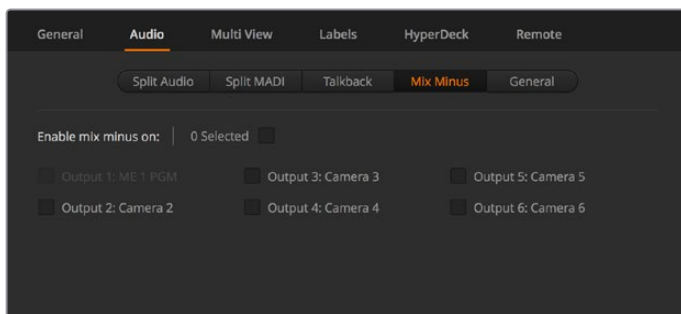 General Audio Multi View Labels HyperDeck Remote
Split Audio Split MADI Talkback Mix Minus General
Enable mix minus on: 0 Selected
Output 1: ME 1 PGM Output 3: Camera 3 Output 5: Camera 5
Output 2: Camera 2 Output 4: Camera 4 Output 6: Camera 6